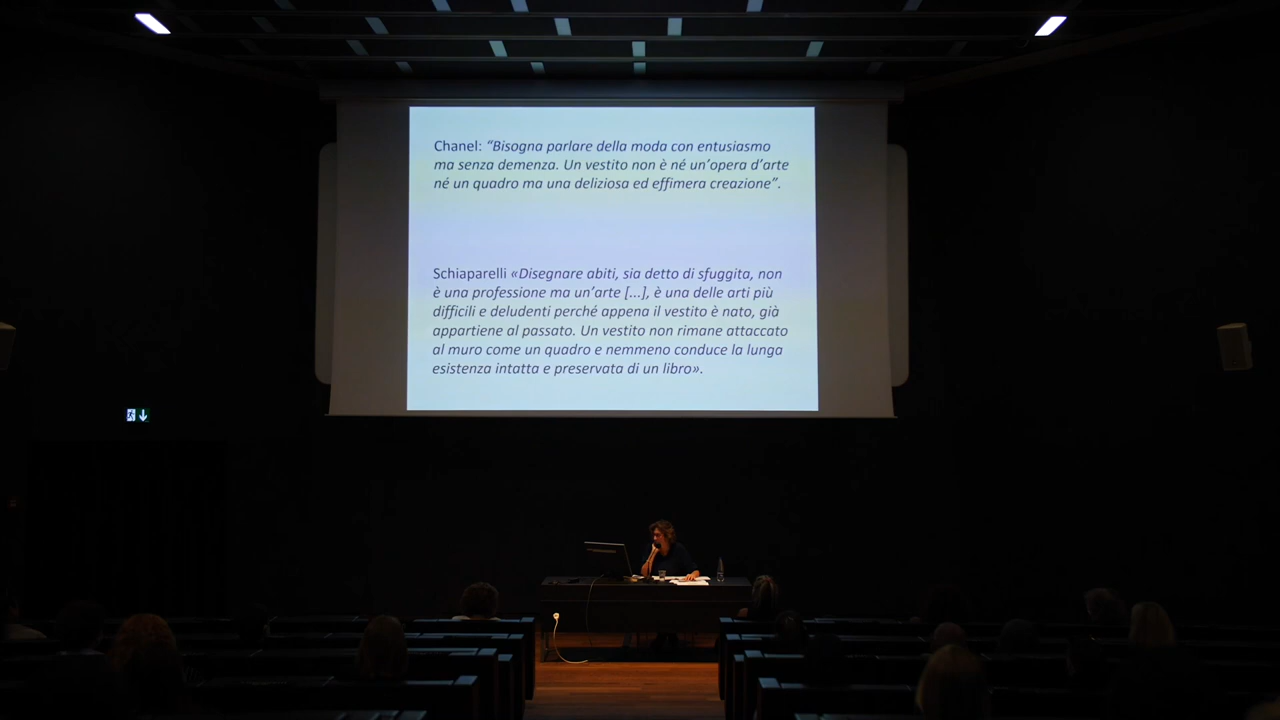 Chanel: “Bisogna parlare della moda con entusiasmo
ma senza demenza. Un vestito non è né un’opera d’arte
né un quadro ma una deliziosa ed effimera creazione”.
Schiaparelli «Disegnare abiti, sia detto di sfuggita, non
è una professione ma un’arte [...], è una delle arti più
difficili e deludenti perché appena il vestito è nato, già
appartiene al passato. Un vestito non rimane attaccato
al muro come un quadro e nemmeno conduce la lunga
esistenza intatta e preservata di un libro».